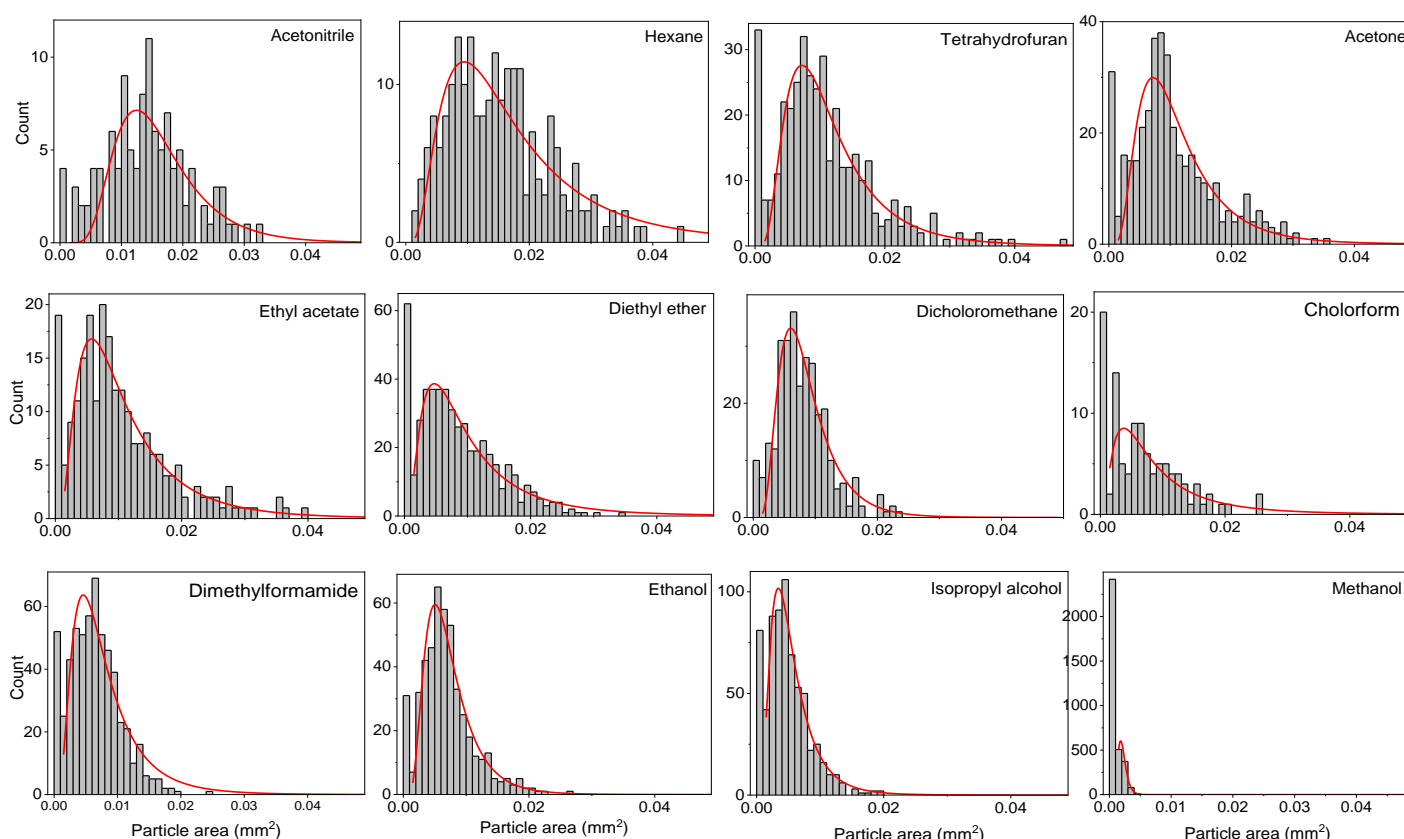 Acetonitrile
Count
10
5
0
0.00 0.01 0.02 0.03 0.04
Hexane
10
0
0.00 0.02 0.04
Tetrahydrofuran
30
20
10
0
0.00 0.02 0.04
Acetone
40
20
0
0.00 0.02 0.04
Ethyl acetate
Count
20
15
10
5
0
0.00 0.02 0.04
Diethyl ether
60
40
20
0
0.00 0.02 0.04
Dicholoromethane
20
0
0.00 0.02 0.04
Cholorform
20
10
0
0.00 0.02 0.04
Dimethylformamide
Count
60
40
20
0
0.00 0.01 0.02 0.03 0.04
Particle area (mm²)
Ethanol
60
40
20
0
0.00 0.02 0.04
Particle area (mm²)
Isopropyl alcohol
100
50
0
0.00 0.02 0.04
Particle area (mm²)
Methanol
2000
1500
1000
500
0
0.00 0.01 0.02 0.03 0.04
Particle area (mm²)